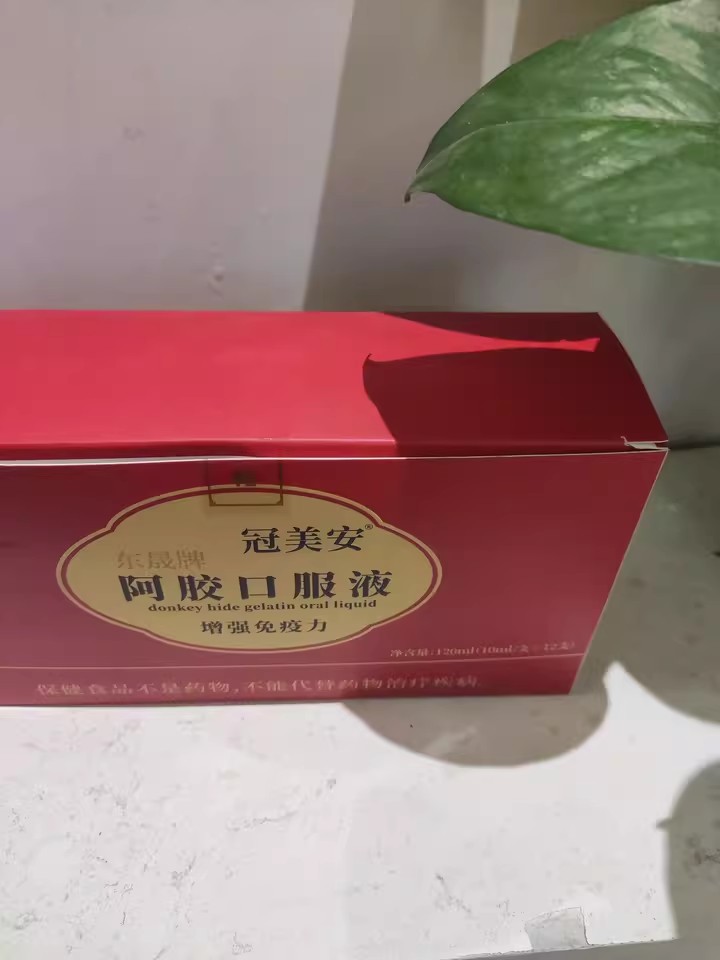 冠美安®
东晟牌
阿胶口服液
donkey hide gelatin oral liquid
增强免疫力
净含量:120ml(10ml/支×12支)
保健食品不是药物,不能代替药物治疗疾病